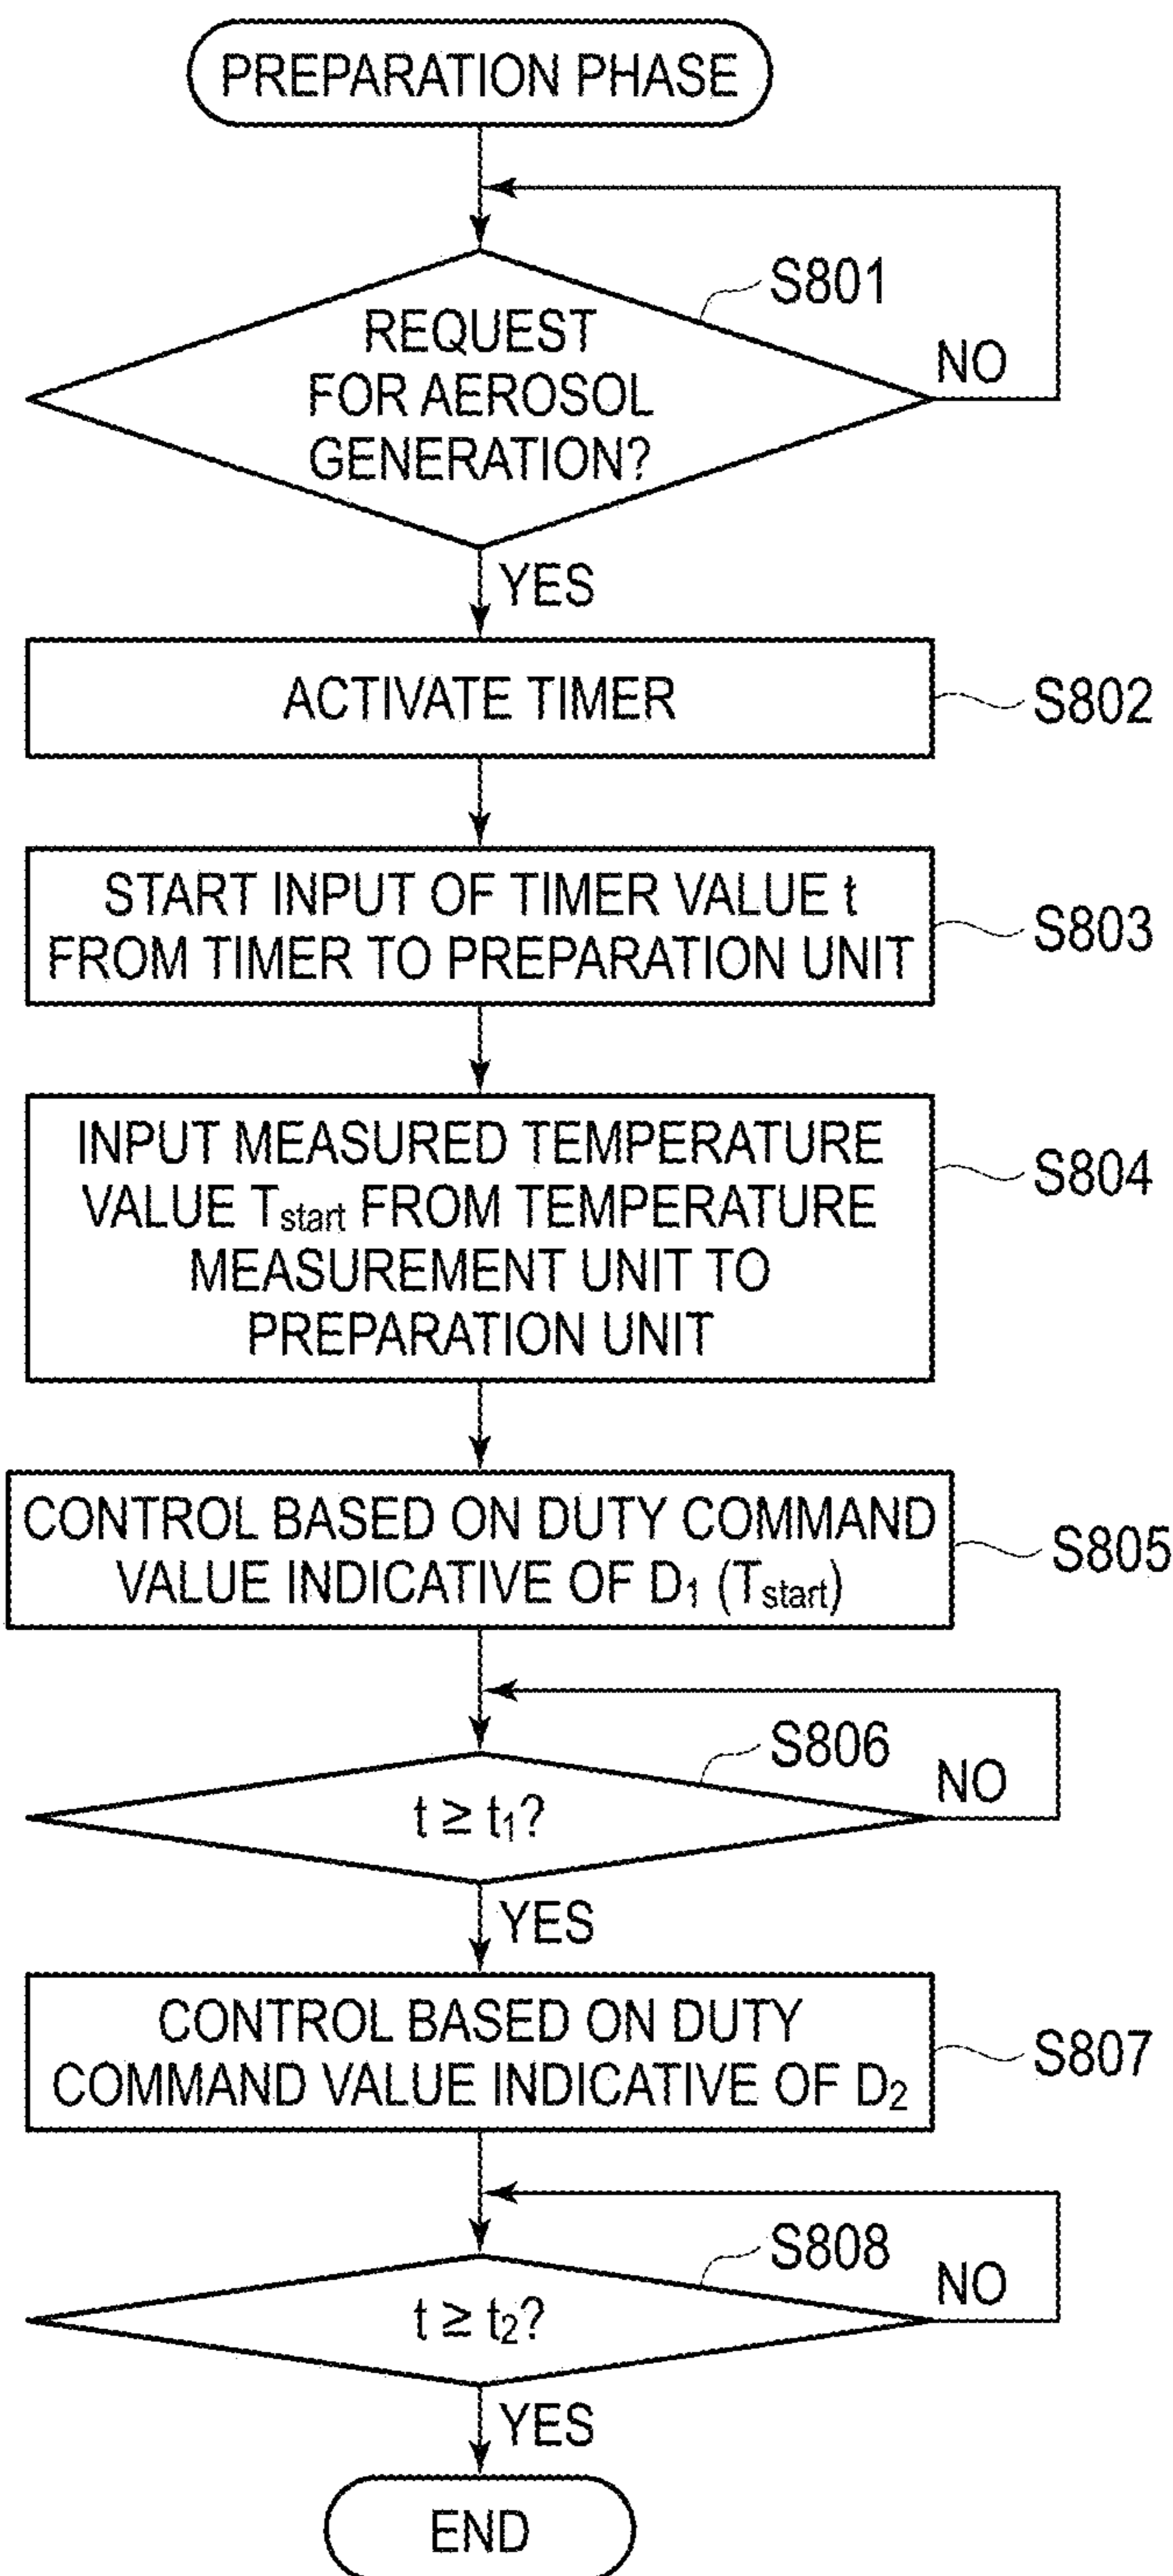 PREPARATION PHASE
S801
REQUEST
FOR AEROSOL
GENERATION?
NO
YES
ACTIVATE TIMER
S802
START INPUT OF TIMER VALUE t
FROM TIMER TO PREPARATION UNIT
S803
INPUT MEASURED TEMPERATURE
VALUE Tstart FROM TEMPERATURE
MEASUREMENT UNIT TO
PREPARATION UNIT
S804
CONTROL BASED ON DUTY COMMAND
VALUE INDICATIVE OF D1 (Tstart)
S805
S806
t ≥ t1?
NO
YES
CONTROL BASED ON DUTY
COMMAND VALUE INDICATIVE OF D2
S807
S808
t ≥ t2?
NO
YES
END